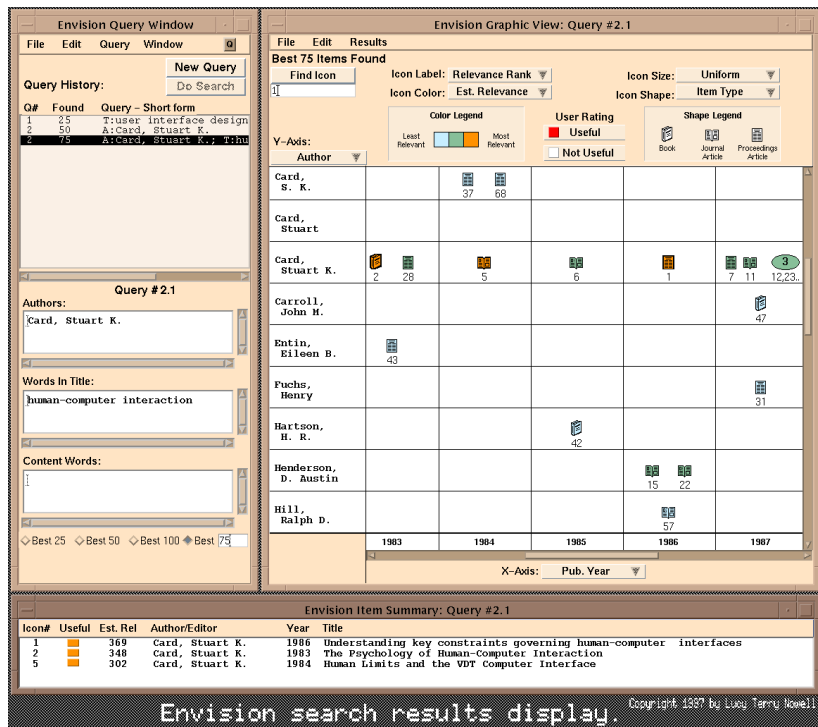 Envision Query Window
File Edit Query Window Q
New Query
Query History: Do Search
Q# Found Query – Short form
1 25 T:user interface design
2 50 A:Card, Stuart K.
2 75 A:Card, Stuart K.; T:hu
Query #2.1
Authors:
Card, Stuart K.
Words In Title:
human-computer interaction
Content Words:
Best 25 Best 50 Best 100 Best 75
Envision Graphic View: Query #2.1
File Edit Results
Best 75 Items Found
Find Icon Icon Label: Relevance Rank Icon Size: Uniform
1 Icon Color: Est. Relevance Icon Shape: Item Type
Color Legend User Rating Shape Legend
Least Relevant Most Relevant Useful Book Journal Article Proceedings Article
Not Useful
Y-Axis:
Author
Card, S. K.
37 68
Card, Stuart
Card, Stuart K.
3
2 28 5 6 1 7 11 12,23..
Carroll, John M.
47
Entin, Eileen B.
43
Fuchs, Henry
31
Hartson, H. R.
42
Henderson, D. Austin
15 22
Hill, Ralph D.
57
1983 1984 1985 1986 1987
X-Axis: Pub. Year
Envision Item Summary: Query #2.1
Icon# Useful Est. Rel Author/Editor Year Title
1 369 Card, Stuart K. 1986 Understanding key constraints governing human-computer interfaces
2 348 Card, Stuart K. 1983 The Psychology of Human-Computer Interaction
5 302 Card, Stuart K. 1984 Human Limits and the VDT Computer Interface
Envision search results display. Copyright 1997 by Lucy Terry Nowell